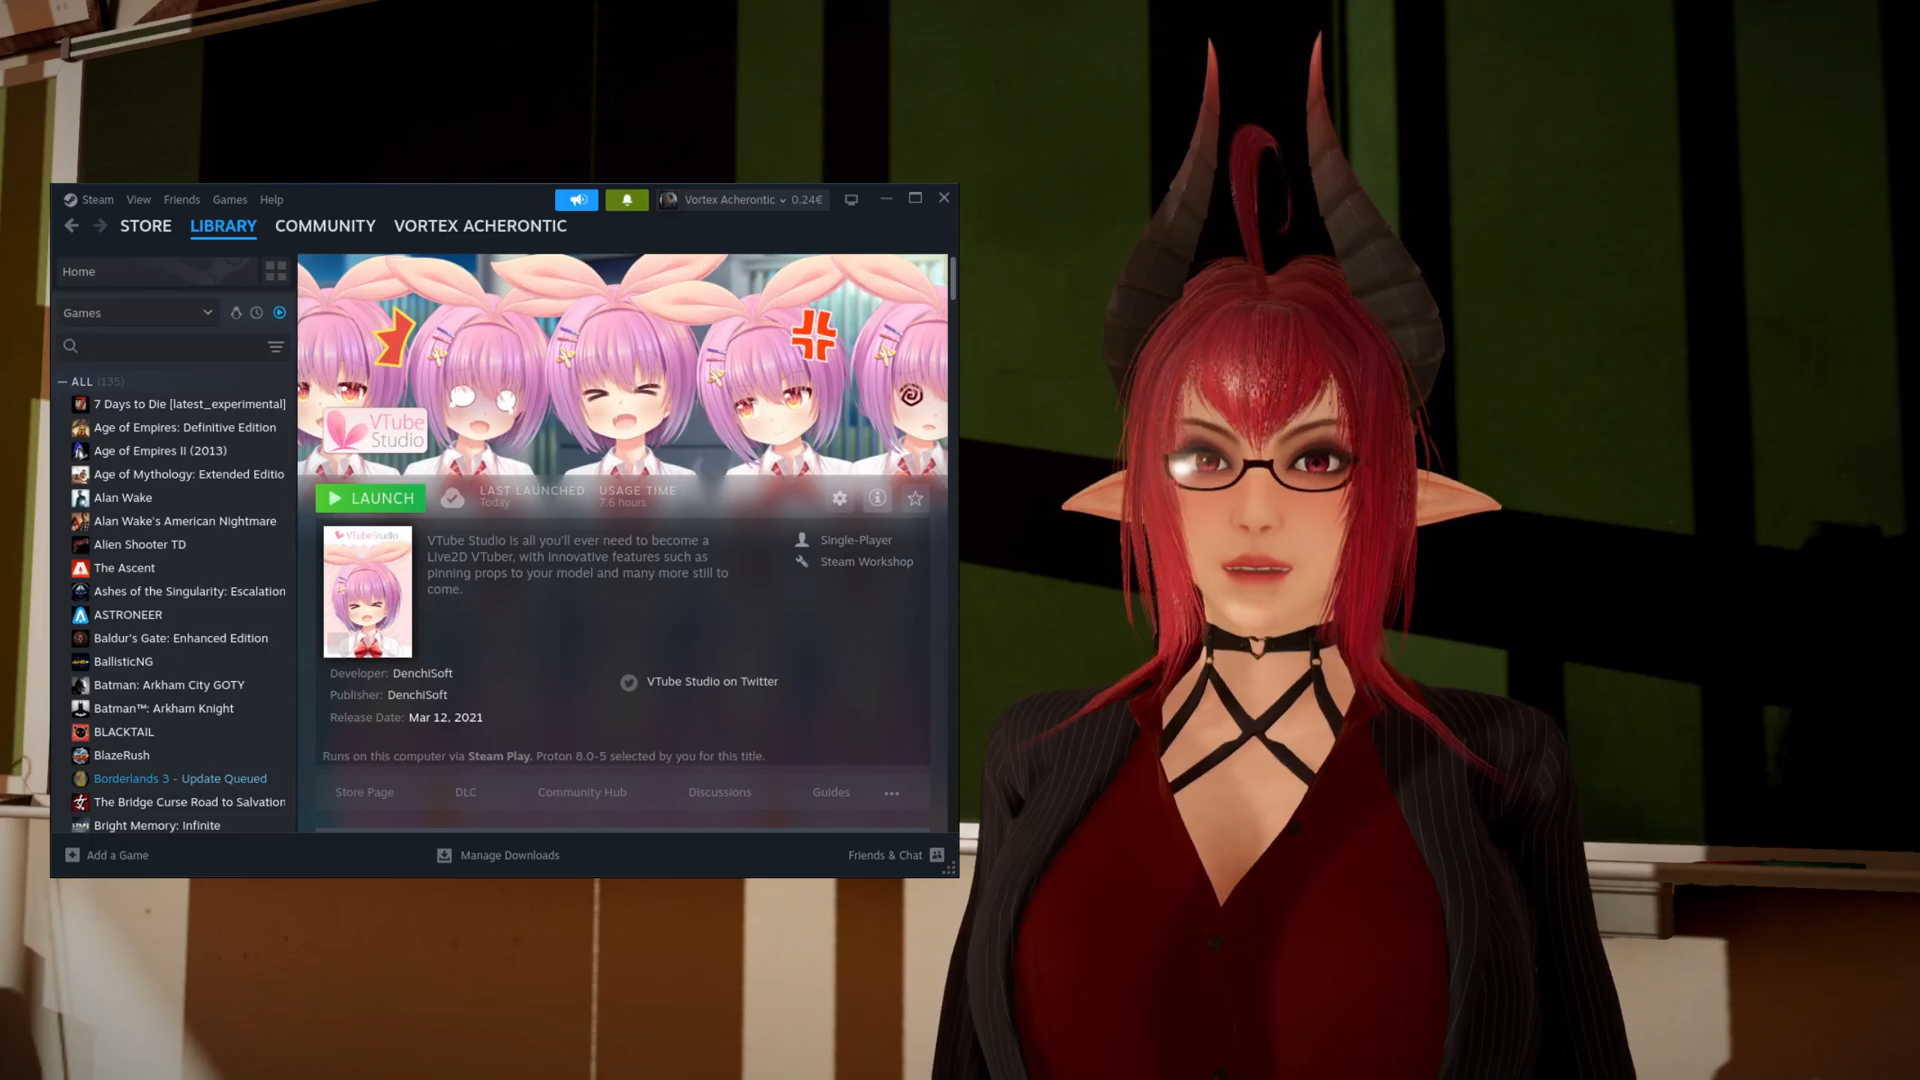 Steam View Friends Games Help
Vortex Acherontic 0.24€
STORE LIBRARY COMMUNITY VORTEX ACHERONTIC
Home
Games
ALL (135)
7 Days to Die [latest_experimental]
Age of Empires: Definitive Edition
Age of Empires II (2013)
Age of Mythology: Extended Editio
Alan Wake
Alan Wake's American Nightmare
Alien Shooter TD
The Ascent
Ashes of the Singularity: Escalation
ASTRONEER
Baldur's Gate: Enhanced Edition
BallisticNG
Batman: Arkham City GOTY
Batman™: Arkham Knight
BLACKTAIL
BlazeRush
Borderlands 3 - Update Queued
The Bridge Curse Road to Salvation
Bright Memory: Infinite
VTube
Studio
LAUNCH
LAST LAUNCHED
Today
USAGE TIME
7.6 hours
VTubeStudio
VTube Studio is all you'll ever need to become a
Live2D VTuber, with innovative features such as
pinning props to your model and many more still to
come.
Single-Player
Steam Workshop
Developer: DenchiSoft
Publisher: DenchiSoft
Release Date: Mar 12, 2021
VTube Studio on Twitter
Runs on this computer via Steam Play. Proton 8.0-5 selected by you for this title.
Store Page DLC Community Hub Discussions Guides
Add a Game Manage Downloads Friends & Chat